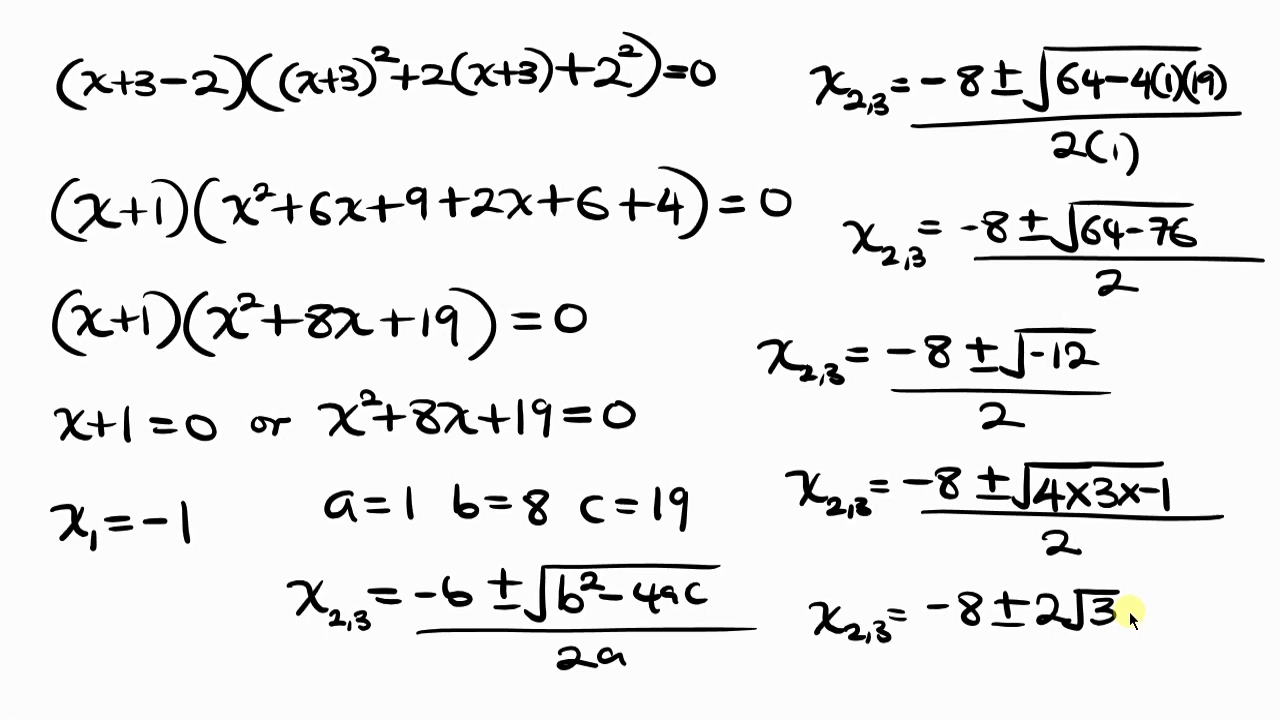 (x+3-2)((x+3)²+2(x+3)+2²)=0
(x+1)(x²+6x+9+2x+6+4)=0
(x+1)(x²+8x+19)=0
x+1=0 or x²+8x+19=0
x₁=-1 a=1 b=8 c=19
x₂,₃=-b±√b²-4ac
2a
x₂,₃=-8±√64-4(1)(19)
2(1)
x₂,₃=-8±√64-76
2
x₂,₃=-8±√-12
2
x₂,₃=-8±√4x3x-1
2
x₂,₃=-8±2√3